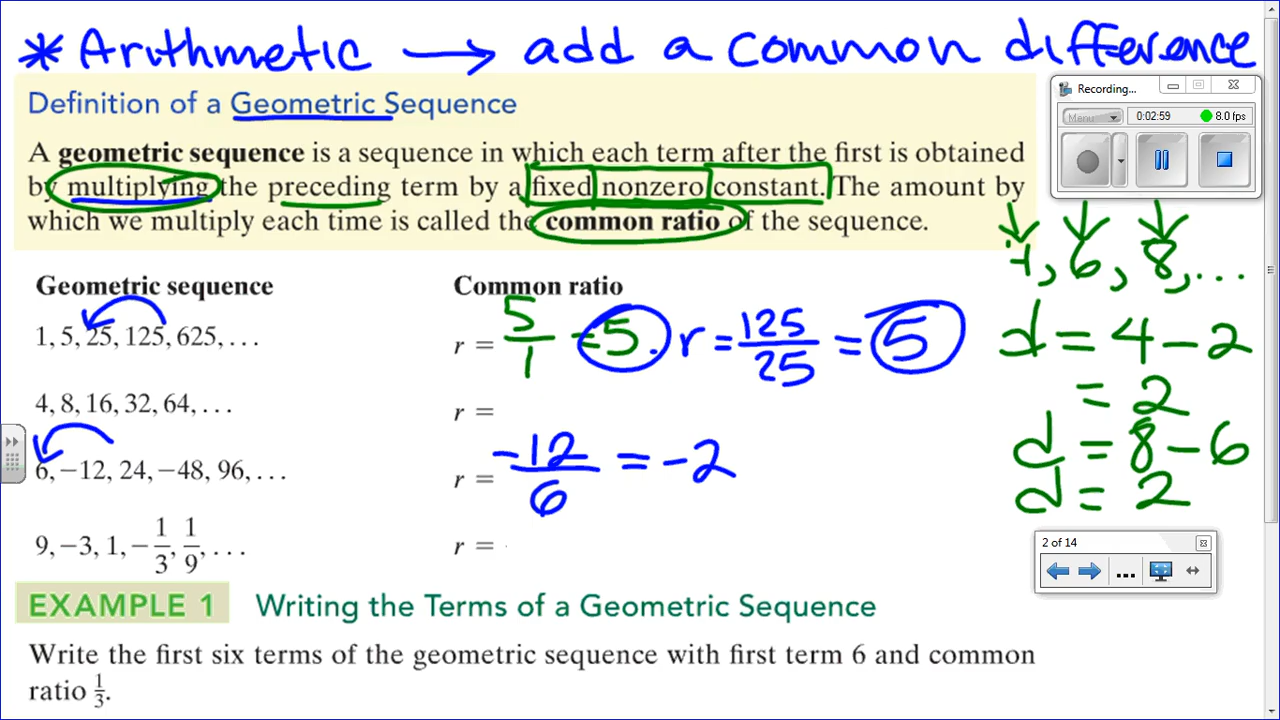 * Arithmetic → add a common difference
Definition of a Geometric Sequence
A geometric sequence is a sequence in which each term after the first is obtained
by multiplying the preceding term by a fixed nonzero constant. The amount by
which we multiply each time is called the common ratio of the sequence.
Recording...
Menu
0:02:59
8.0 fps
4, 6, 8, ...
d = 4 - 2
= 2
d = 8 - 6
d = 2
Geometric sequence Common ratio
1, 5, 25, 125, 625, . . . r = 5/1 = 5. r = 125/25 = 5
4, 8, 16, 32, 64, . . . r =
6, −12, 24, −48, 96, . . . r = -12/6 = -2
9, −3, 1, −1/3, 1/9, . . . r =
2 of 14
EXAMPLE 1 Writing the Terms of a Geometric Sequence
Write the first six terms of the geometric sequence with first term 6 and common
ratio 1/3.